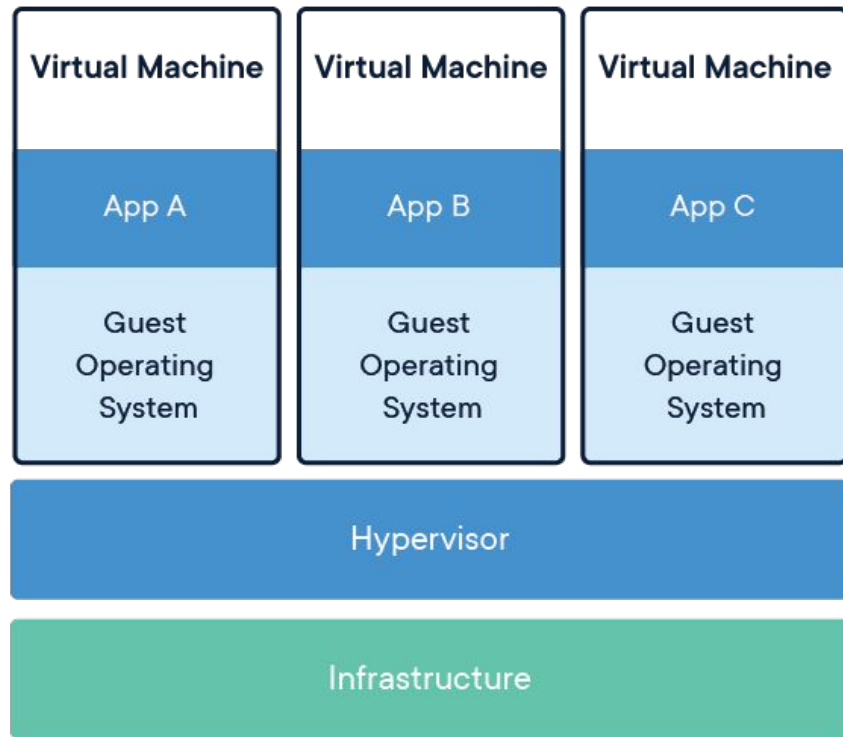 Virtual Machine
Virtual Machine
Virtual Machine
App A
App B
App C
Guest
Operating
System
Guest
Operating
System
Guest
Operating
System
Hypervisor
Infrastructure